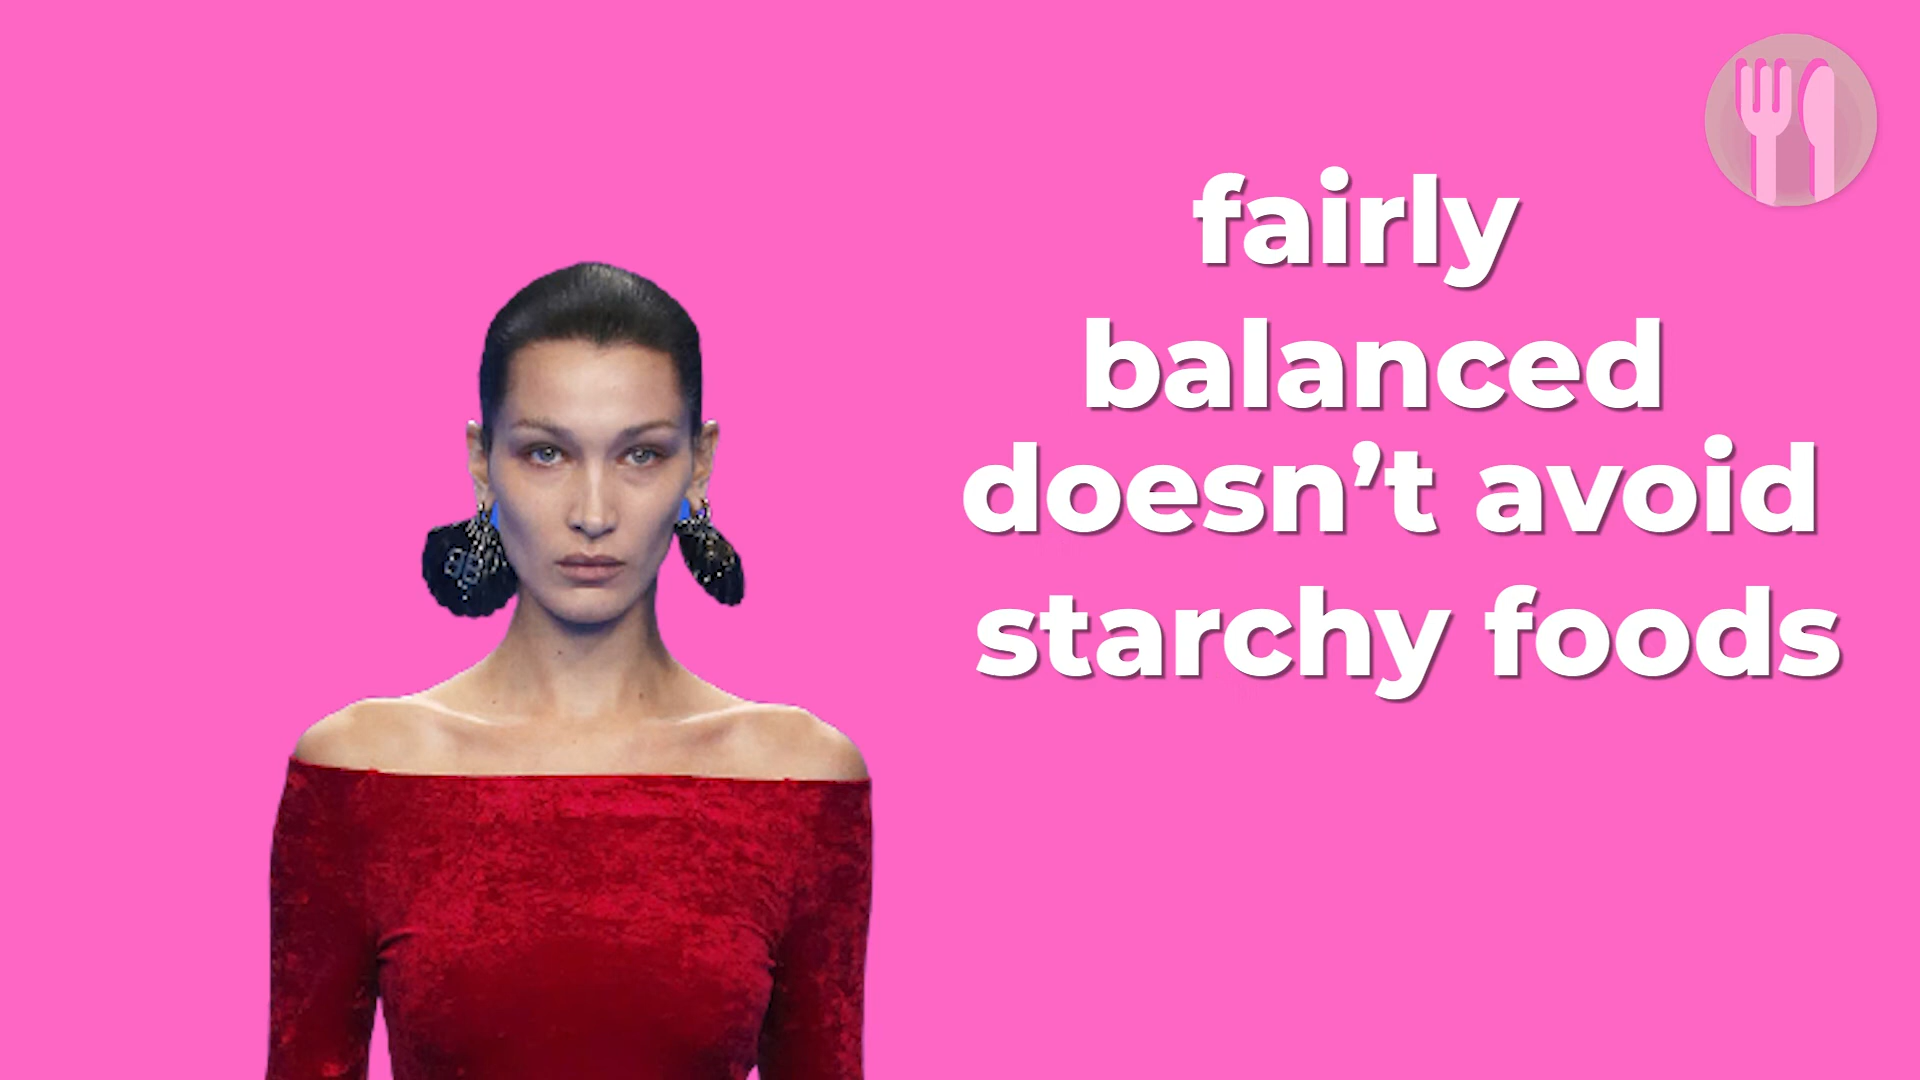 fairly
balanced
doesn’t avoid
starchy foods